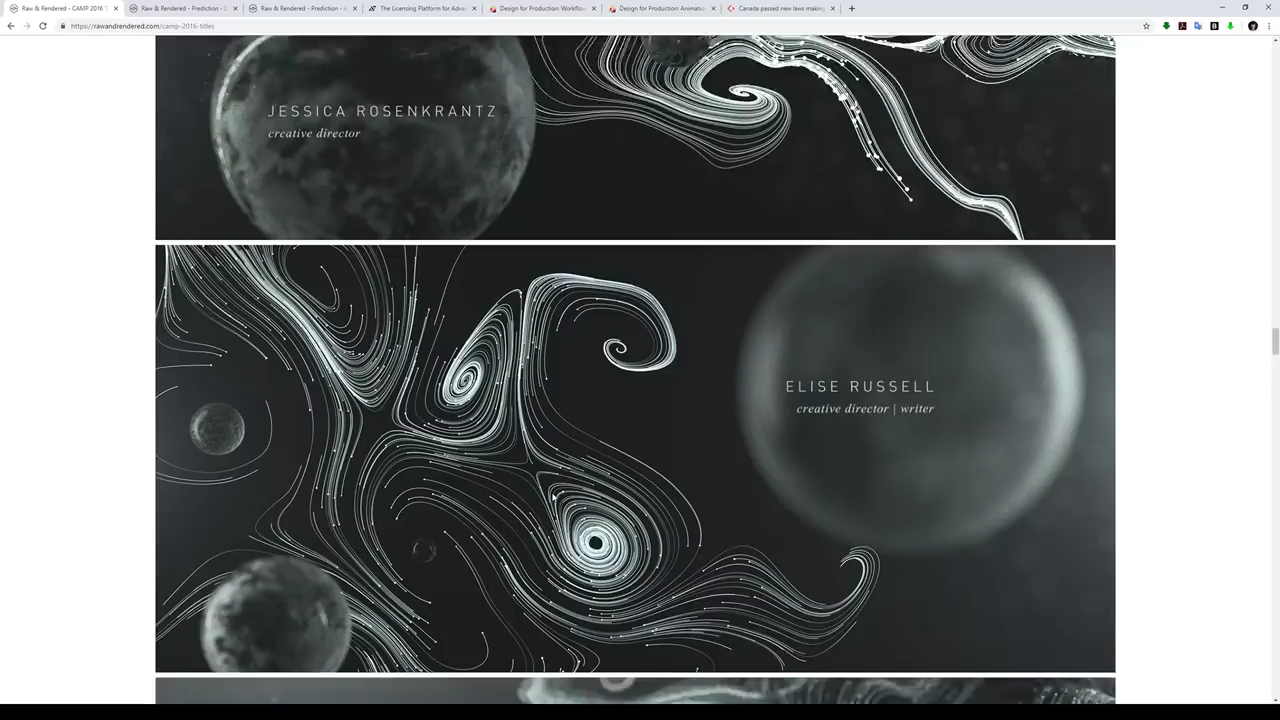 Raw & Rendered - CAMP 2016 T
Raw & Rendered - Prediction - D
Raw & Rendered - Prediction - A
The Licensing Platform for Advo
Design for Production: Workflow
Design for Production: Animatio
Canada passed new laws making
https://rawandrendered.com/camp-2016-titles
JESSICA ROSENKRANTZ
creative director
ELISE RUSSELL
creative director | writer